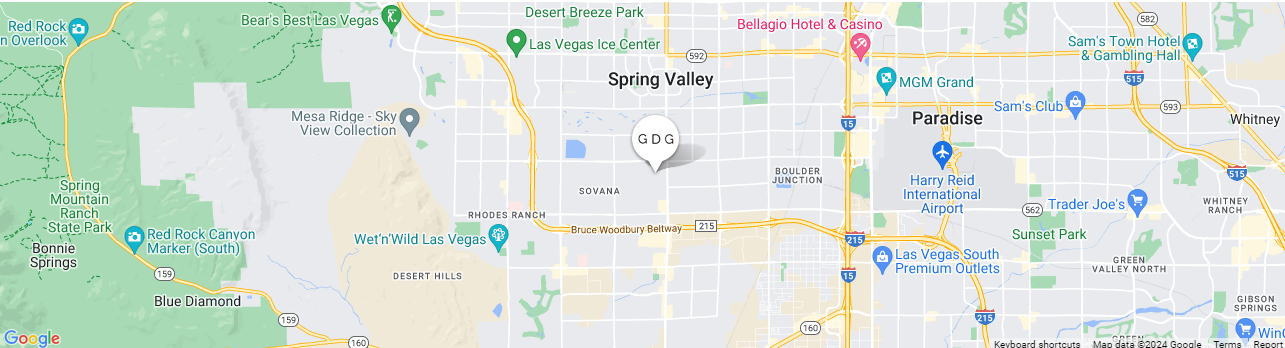 Red Rock
n Overlook
Bear's Best Las Vegas
Desert Breeze Park
Las Vegas Ice Center
592
Bellagio Hotel & Casino
582
Sam's Town Hotel
& Gambling Hall
515
Spring Valley
MGM Grand
Sam's Club
593
Mesa Ridge - Sky
View Collection
15
Paradise
Whitney
G D G
Harry Reid
International
Airport
BOULDER
JUNCTION
515
SOVANA
Spring
Mountain
Ranch
State Park
RHODES RANCH
562
Trader Joe's
WHITNEY
RANCH
Bonnie
Springs
Red Rock Canyon
Marker (South)
Wet'n'Wild Las Vegas
Bruce Woodbury Beltway
215
215
Sunset Park
159
DESERT HILLS
15
Las Vegas South
Premium Outlets
GREEN
VALLEY NORTH
Blue Diamond
GIBSON
SPRINGS
159
160
160
215
GREEN
WinC
Google
Keyboard shortcuts
Map data ©2024 Google
Terms
Report